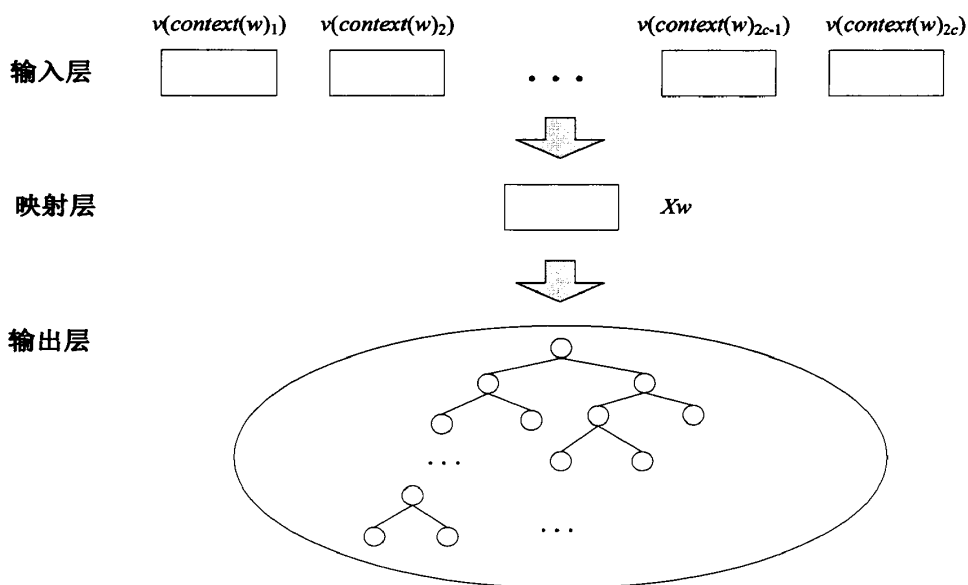 v(context(w)₁) v(context(w)₂) v(context(w)₂c-₁) v(context(w)₂c)
输入层
...
映射层 Xw
输出层
...
...